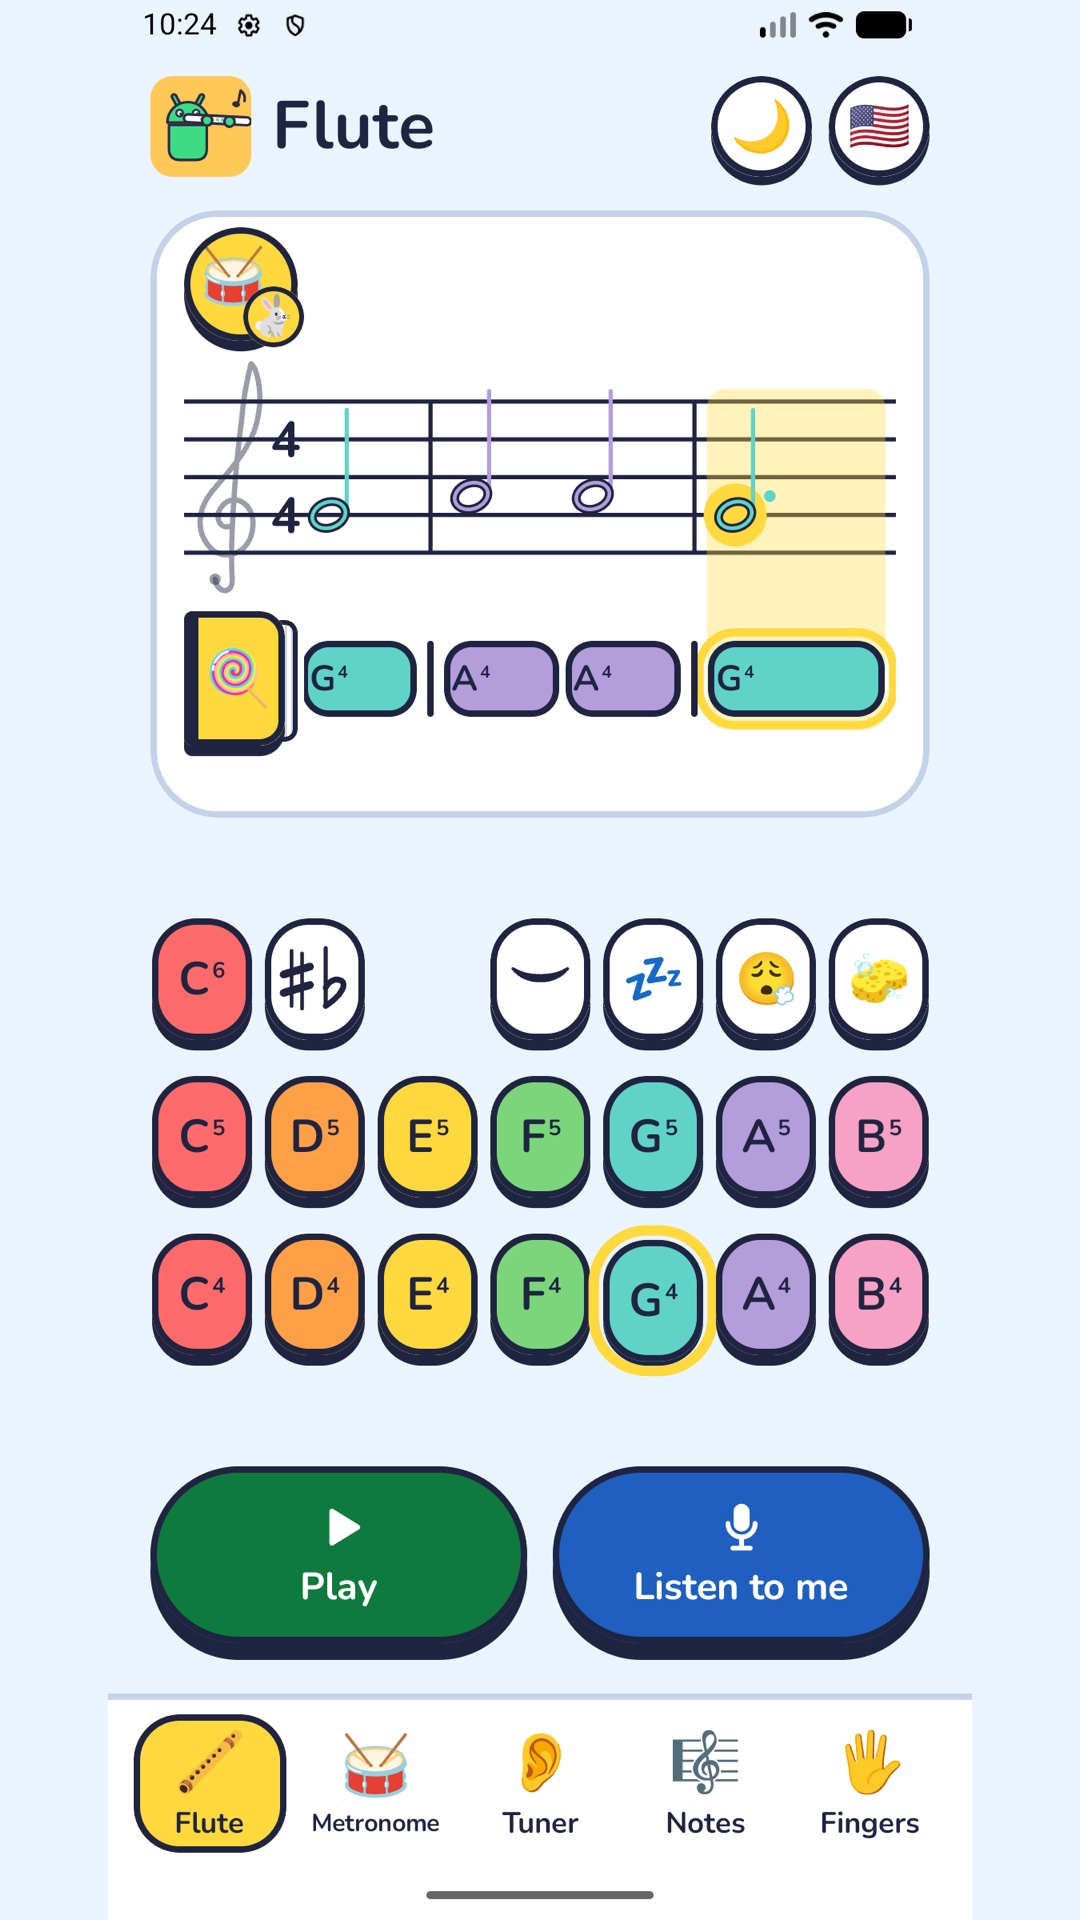 10:24
Flute
4
4
G4 A4 A4 G4
C6 #♭
C5 D5 E5 F5 G5 A5 B5
C4 D4 E4 F4 G4 A4 B4
Play Listen to me
Flute Metronome Tuner Notes Fingers